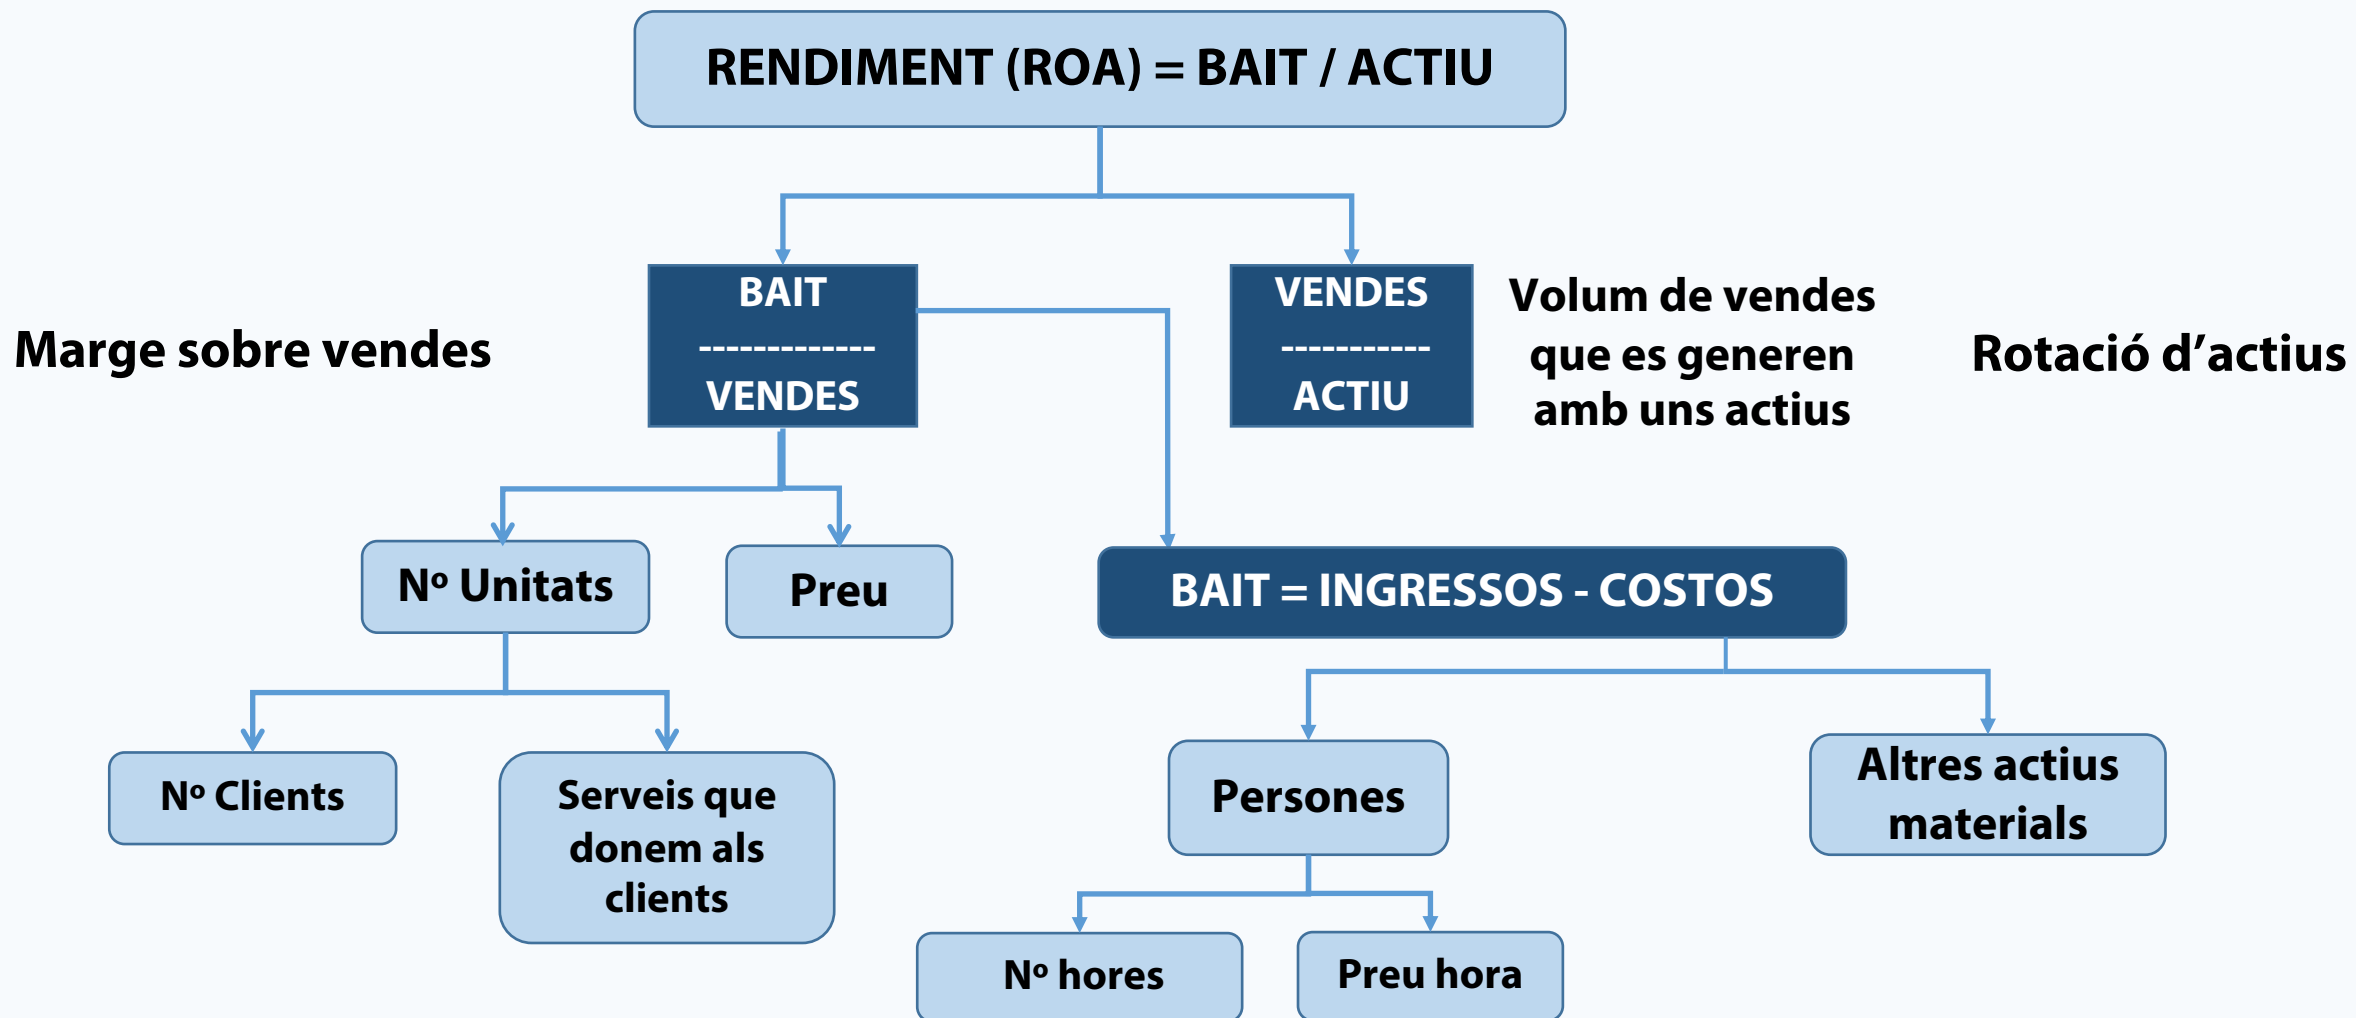 RENDIMENT (ROA) = BAIT / ACTIU
Marge sobre vendes
BAIT
-------------
VENDES
VENDES
-----------
ACTIU
Volum de vendes
que es generen
amb uns actius
Rotació d’actius
Nº Unitats
Preu
BAIT = INGRESSOS - COSTOS
Nº Clients
Serveis que
donem als
clients
Persones
Altres actius
materials
Nº hores
Preu hora